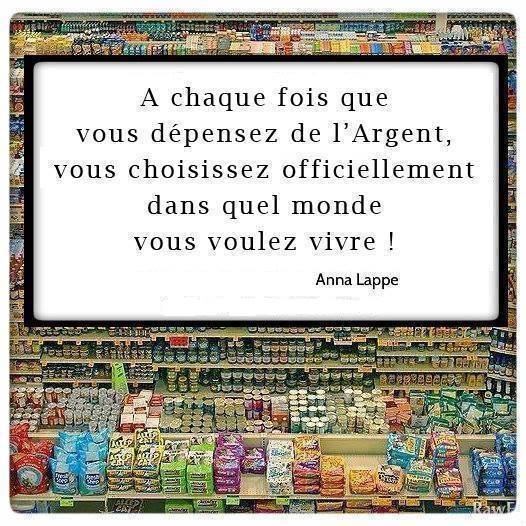 A chaque fois que
vous dépensez de l’Argent,
vous choisissez officiellement
dans quel monde
vous voulez vivre !
Anna Lappe